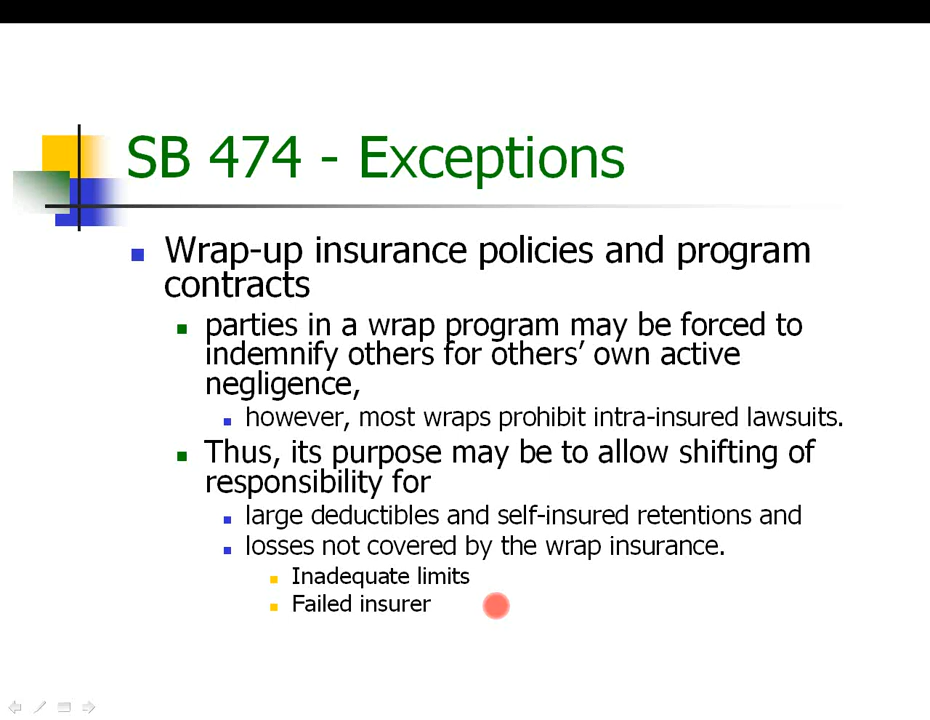 SB 474 - Exceptions
Wrap-up insurance policies and program
contracts
parties in a wrap program may be forced to
indemnify others for others’ own active
negligence,
however, most wraps prohibit intra-insured lawsuits.
Thus, its purpose may be to allow shifting of
responsibility for
large deductibles and self-insured retentions and
losses not covered by the wrap insurance.
Inadequate limits
Failed insurer